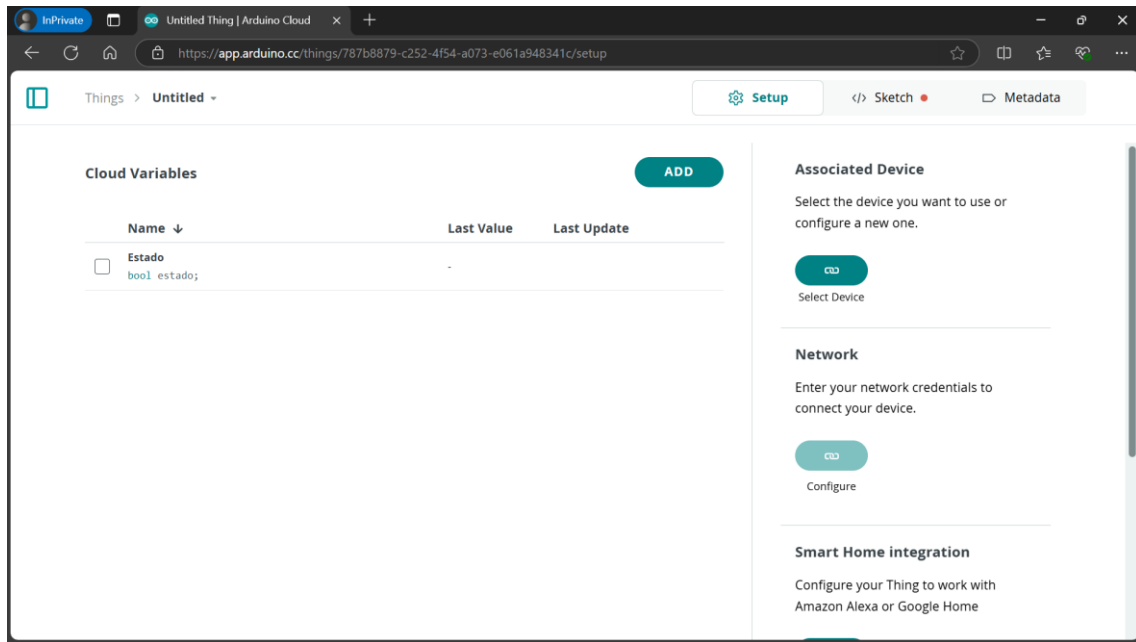 InPrivate
Untitled Thing | Arduino Cloud
https://app.arduino.cc/things/787b8879-c252-4f54-a073-e061a948341c/setup
Things > Untitled
Setup
</> Sketch
Metadata
Cloud Variables
ADD
Name ↓ Last Value Last Update
Estado
bool estado;
-
Associated Device
Select the device you want to use or
configure a new one.
Select Device
Network
Enter your network credentials to
connect your device.
Configure
Smart Home integration
Configure your Thing to work with
Amazon Alexa or Google Home